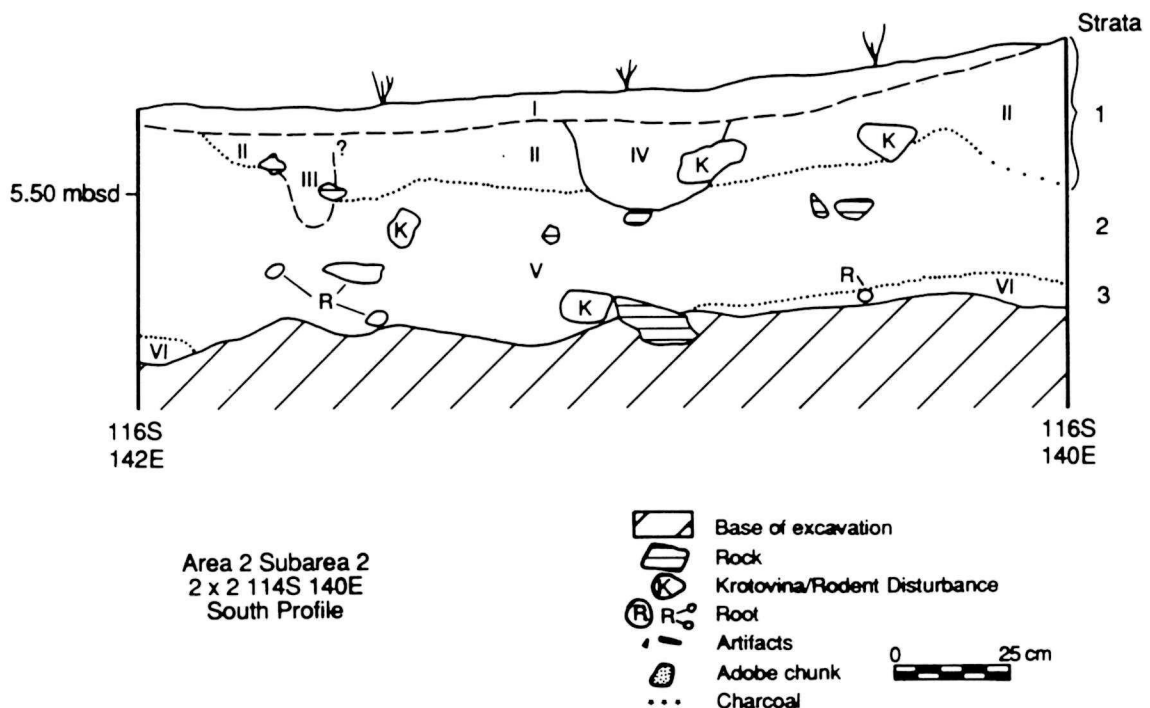 Strata
I
1
II
K
II
?
II
IV
K
III
5.50 mbsd
K
2
V
R
VI
R
K
3
VI
116S
142E
116S
140E
Area 2 Subarea 2
2 x 2 114S 140E
South Profile
Base of excavation
Rock
K Krotovina/Rodent Disturbance
R R Root
Artifacts
Adobe chunk
Charcoal
0 25 cm